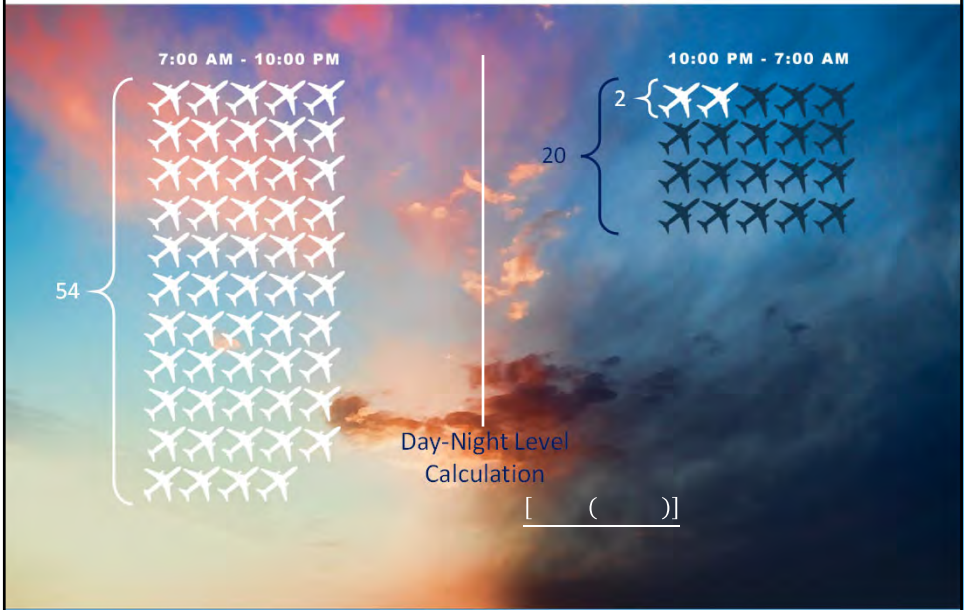 7:00 AM - 10:00 PM
54
10:00 PM - 7:00 AM
2
20
Day-Night Level
Calculation
[ ( )]